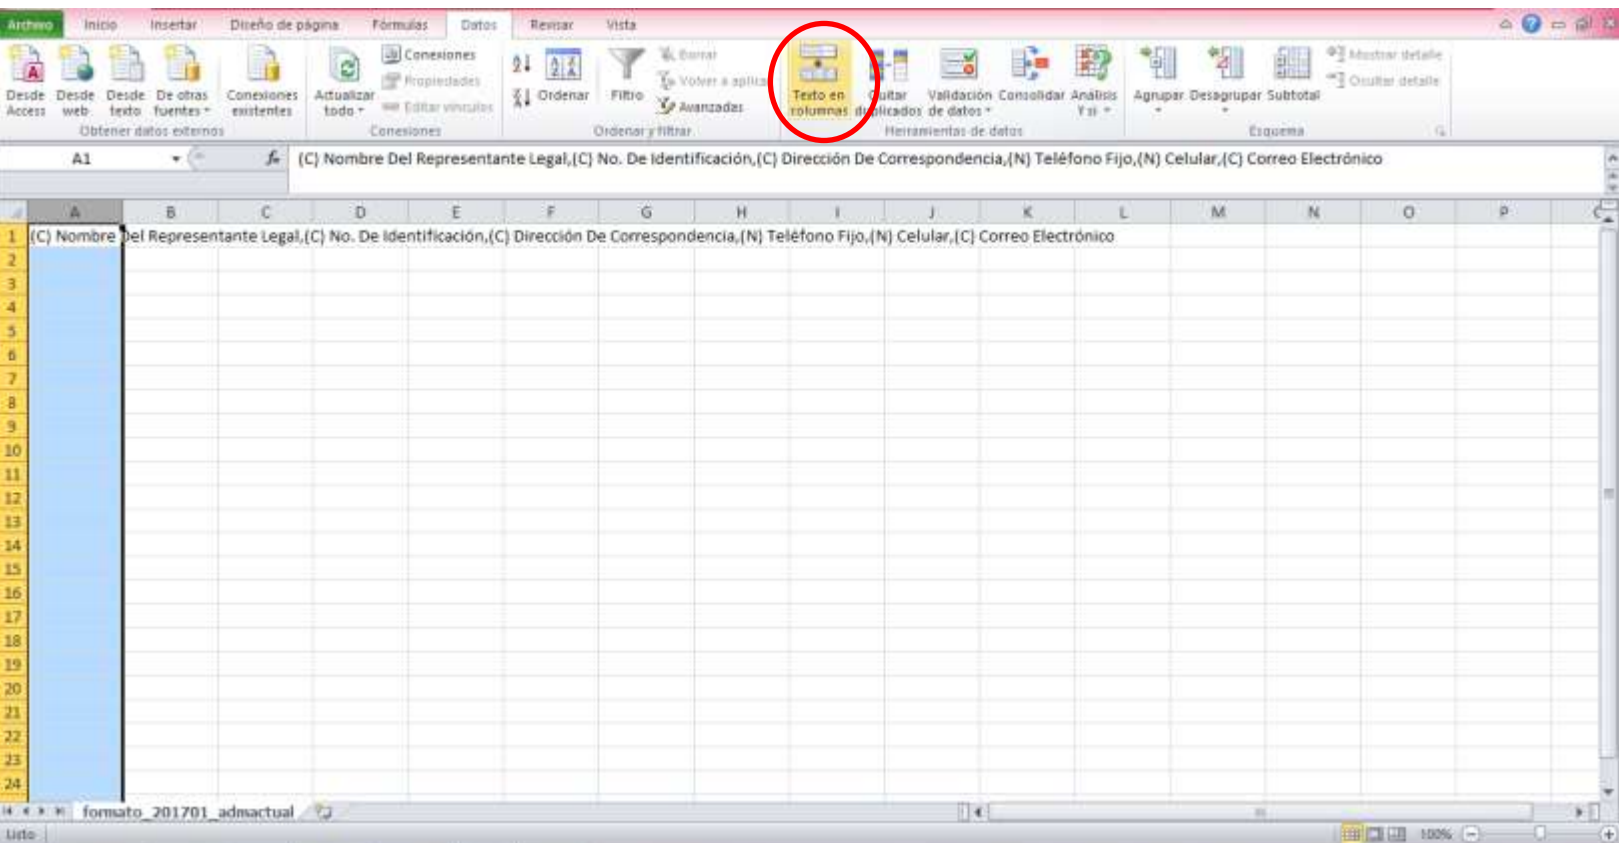 Archivo Inicio Insertar Diseño de página Fórmulas Datos Revisar Vista
Desde Access
Desde web
Desde texto
De otras fuentes
Conexiones existentes
Obtener datos externos
Actualizar todo
Conexiones
Propiedades
Editar vínculos
Conexiones
Ordenar
Filtro
Borrar
Volver a aplica
Avanzadas
Ordenar y filtrar
Texto en columnas
Quitar duplicados
Validación de datos
Consolidar
Análisis Y si
Herramientas de datos
Agrupar
Desagrupar
Subtotal
Mostrar detalle
Ocultar detalle
Esquema
A1 fx (C) Nombre Del Representante Legal,(C) No. De Identificación,(C) Dirección De Correspondencia,(N) Teléfono Fijo,(N) Celular,(C) Correo Electrónico
A B C D E F G H I J K L M N O P
1 (C) Nombre Del Representante Legal,(C) No. De Identificación,(C) Dirección De Correspondencia,(N) Teléfono Fijo,(N) Celular,(C) Correo Electrónico
2
3
4
5
6
7
8
9
10
11
12
13
14
15
16
17
18
19
20
21
22
23
24
formato_201701_admactual
Listo 100%